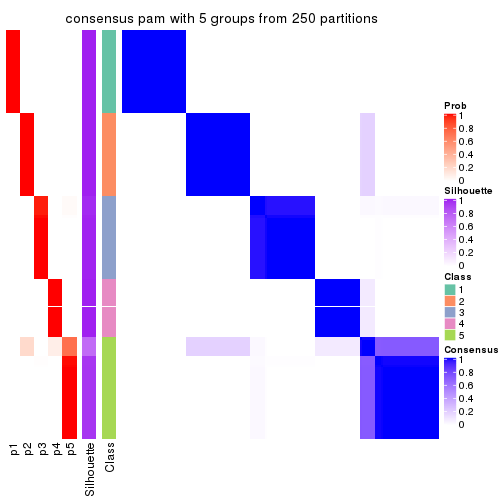 consensus pam with 5 groups from 250 partitions
Prob
1
0.8
0.6
0.4
0.2
0
Silhouette
1
0.8
0.6
0.4
0.2
0
Class
1
2
3
4
5
Consensus
1
0.8
0.6
0.4
0.2
0
p1
p2
p3
p4
p5
Silhouette
Class